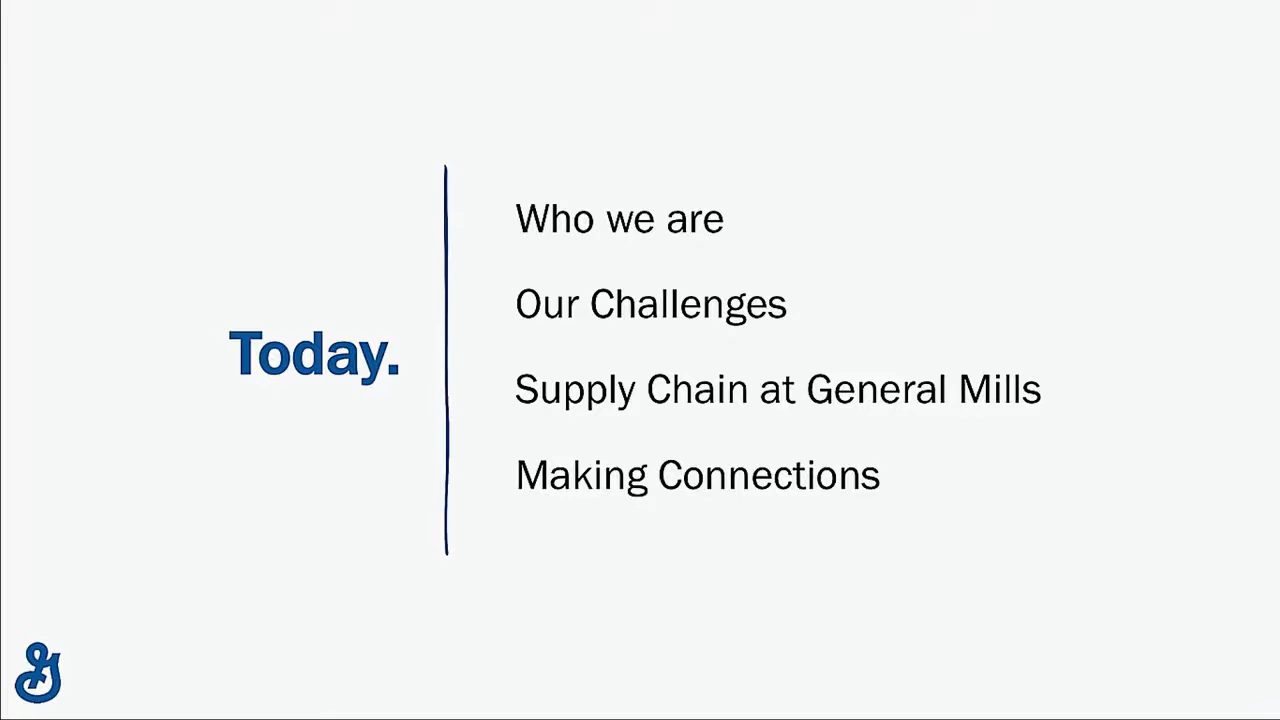 Today.
Who we are
Our Challenges
Supply Chain at General Mills
Making Connections
G